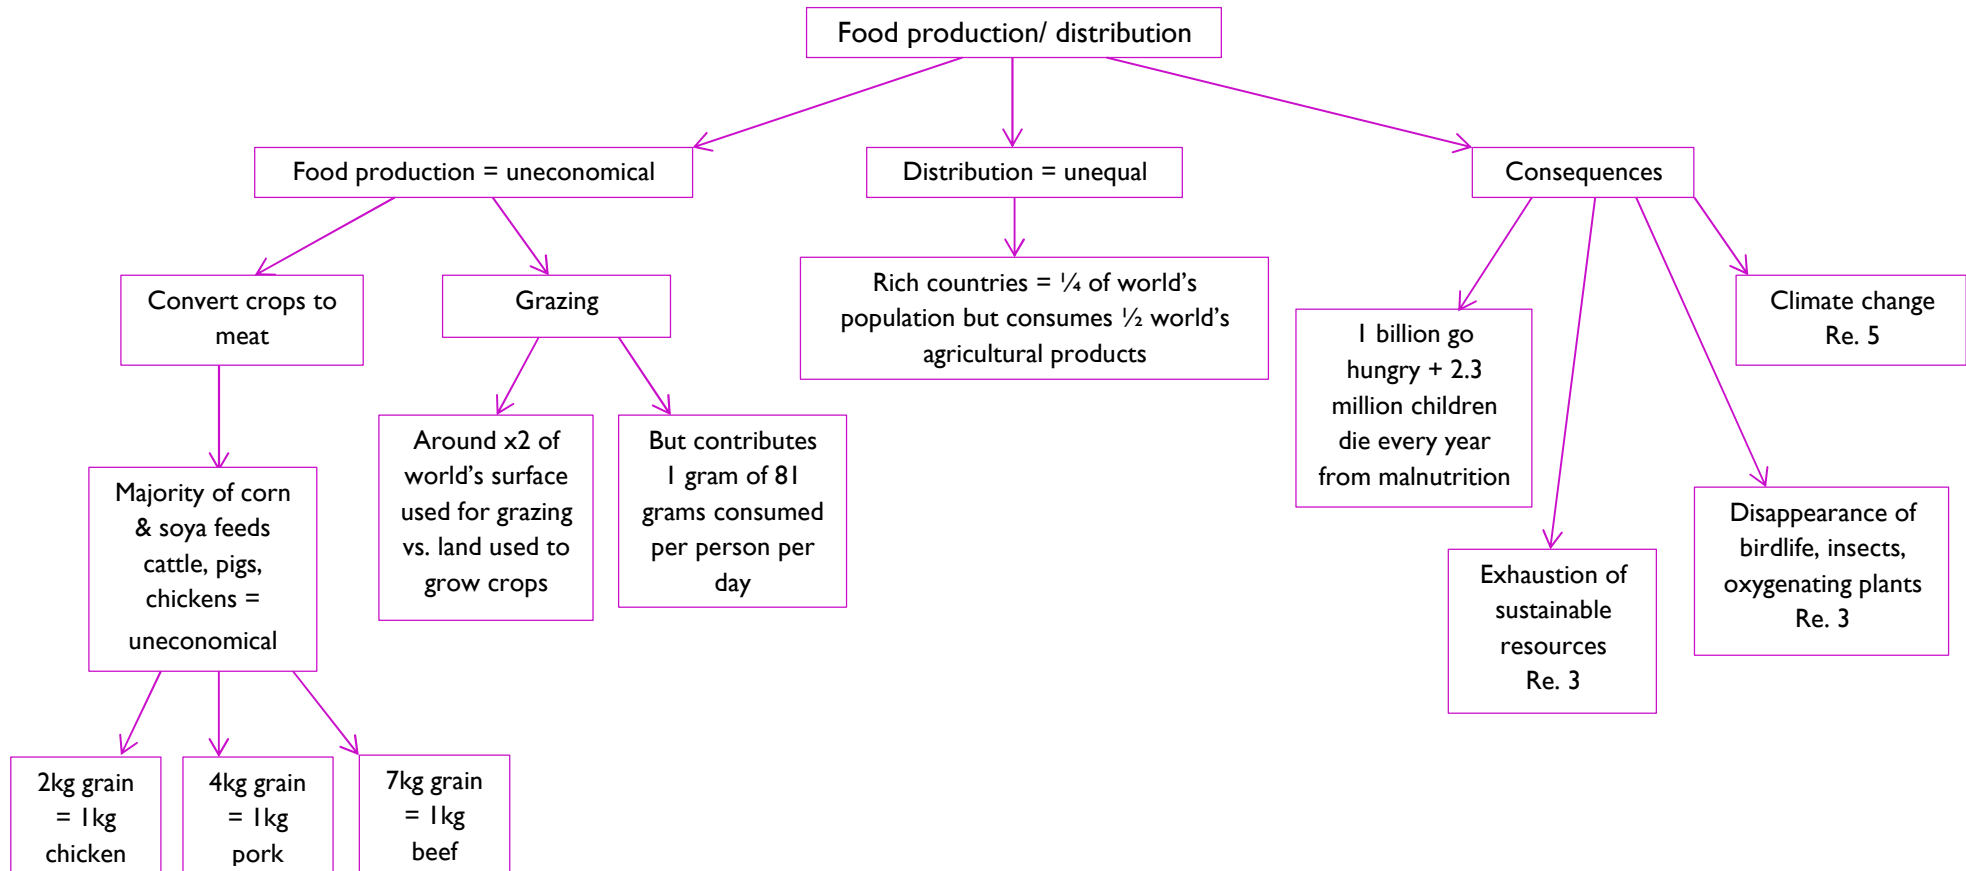 Food production/ distribution
Food production = uneconomical
Distribution = unequal
Consequences
Convert crops to
meat
Grazing
Rich countries = ¼ of world’s
population but consumes ½ world’s
agricultural products
1 billion go
hungry + 2.3
million children
die every year
from malnutrition
Climate change
Re. 5
Majority of corn
& soya feeds
cattle, pigs,
chickens =
uneconomical
Around x2 of
world’s surface
used for grazing
vs. land used to
grow crops
But contributes
1 gram of 81
grams consumed
per person per
day
Exhaustion of
sustainable
resources
Re. 3
Disappearance of
birdlife, insects,
oxygenating plants
Re. 3
2kg grain
= 1kg
chicken
4kg grain
= 1kg
pork
7kg grain
= 1kg
beef